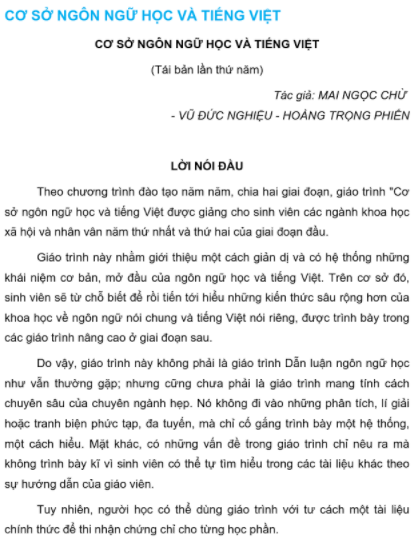 CƠ SỞ NGÔN NGỮ HỌC VÀ TIẾNG VIỆT
CƠ SỞ NGÔN NGỮ HỌC VÀ TIẾNG VIỆT
(Tái bản lần thứ năm)
Tác giả: MAI NGỌC CHỪ
- VŨ ĐỨC NGHIỆU - HOÀNG TRỌNG PHIẾN
LỜI NÓI ĐẦU
Theo chương trình đào tạo năm năm, chia hai giai đoạn, giáo trình "Cơ
sở ngôn ngữ học và tiếng Việt được giảng cho sinh viên các ngành khoa học
xã hội và nhân văn năm thứ nhất và thứ hai của giai đoạn đầu.
Giáo trình này nhằm giới thiệu một cách giản dị và có hệ thống những
khái niệm cơ bản, mở đầu của ngôn ngữ học và tiếng Việt. Trên cơ sở đó,
sinh viên sẽ từ chỗ biết để rồi tiến tới hiểu những kiến thức sâu rộng hơn của
khoa học về ngôn ngữ nói chung và tiếng Việt nói riêng, được trình bày trong
các giáo trình nâng cao ở giai đoạn sau.
Do vậy, giáo trình này không phải là giáo trình Dẫn luận ngôn ngữ học
như vẫn thường gặp; nhưng cững chưa phải là giáo trình mang tính cách
chuyên sâu của chuyên ngành hẹp. Nó không đi vào những phân tích, lí giải
hoặc tranh biện phức tạp, đa tuyến, mà chỉ cố gắng trình bày một hệ thống,
một cách hiểu. Mặt khác, có những vấn đề trong giáo trình chỉ nêu ra mà
không trình bày kĩ vì sinh viên có thể tự tìm hiểu trong các tài liệu khác theo
sự hướng dẫn của giáo viên.
Tuy nhiên, người học có thể dùng giáo trình với tư cách một tài liệu
chính thức để thi nhận chứng chỉ cho từng học phần.